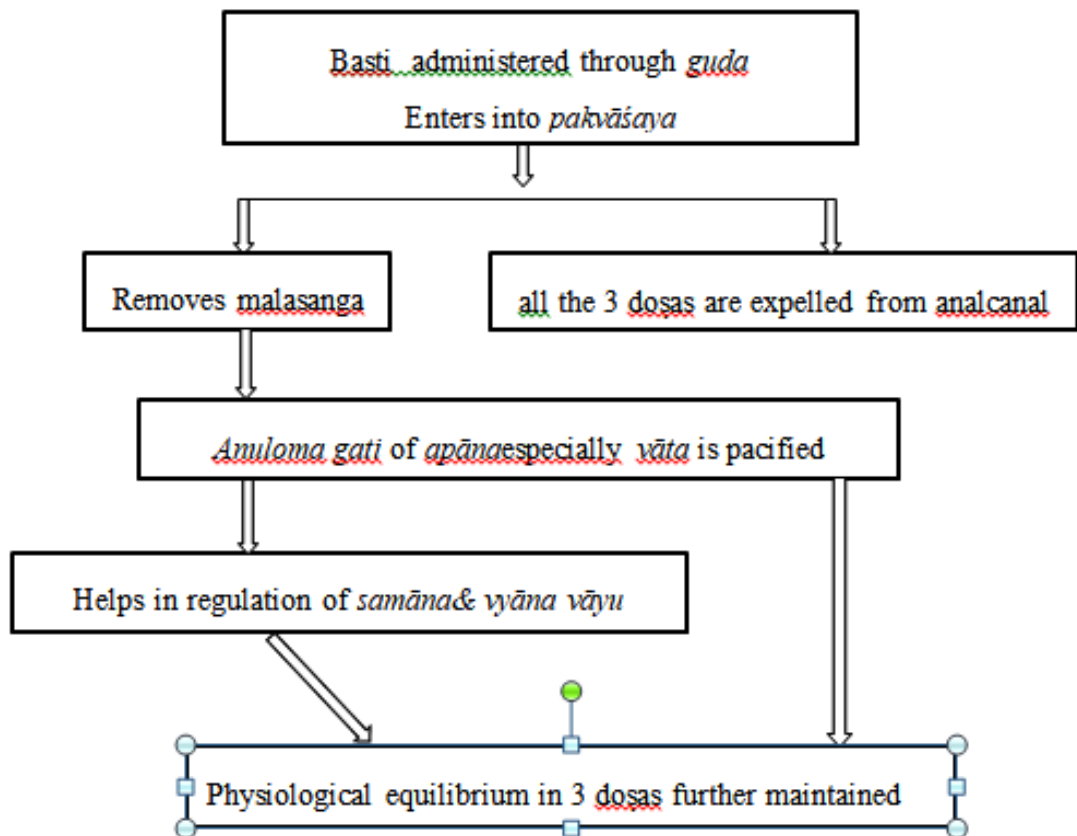 Basti administered through guda
Enters into pakvāśaya
Removes malasanga
all the 3 doṣas are expelled from analcanal
Anuloma gati of apānaespecially vāta is pacified
Helps in regulation of samāna& vyāna vāyu
Physiological equilibrium in 3 doṣas further maintained